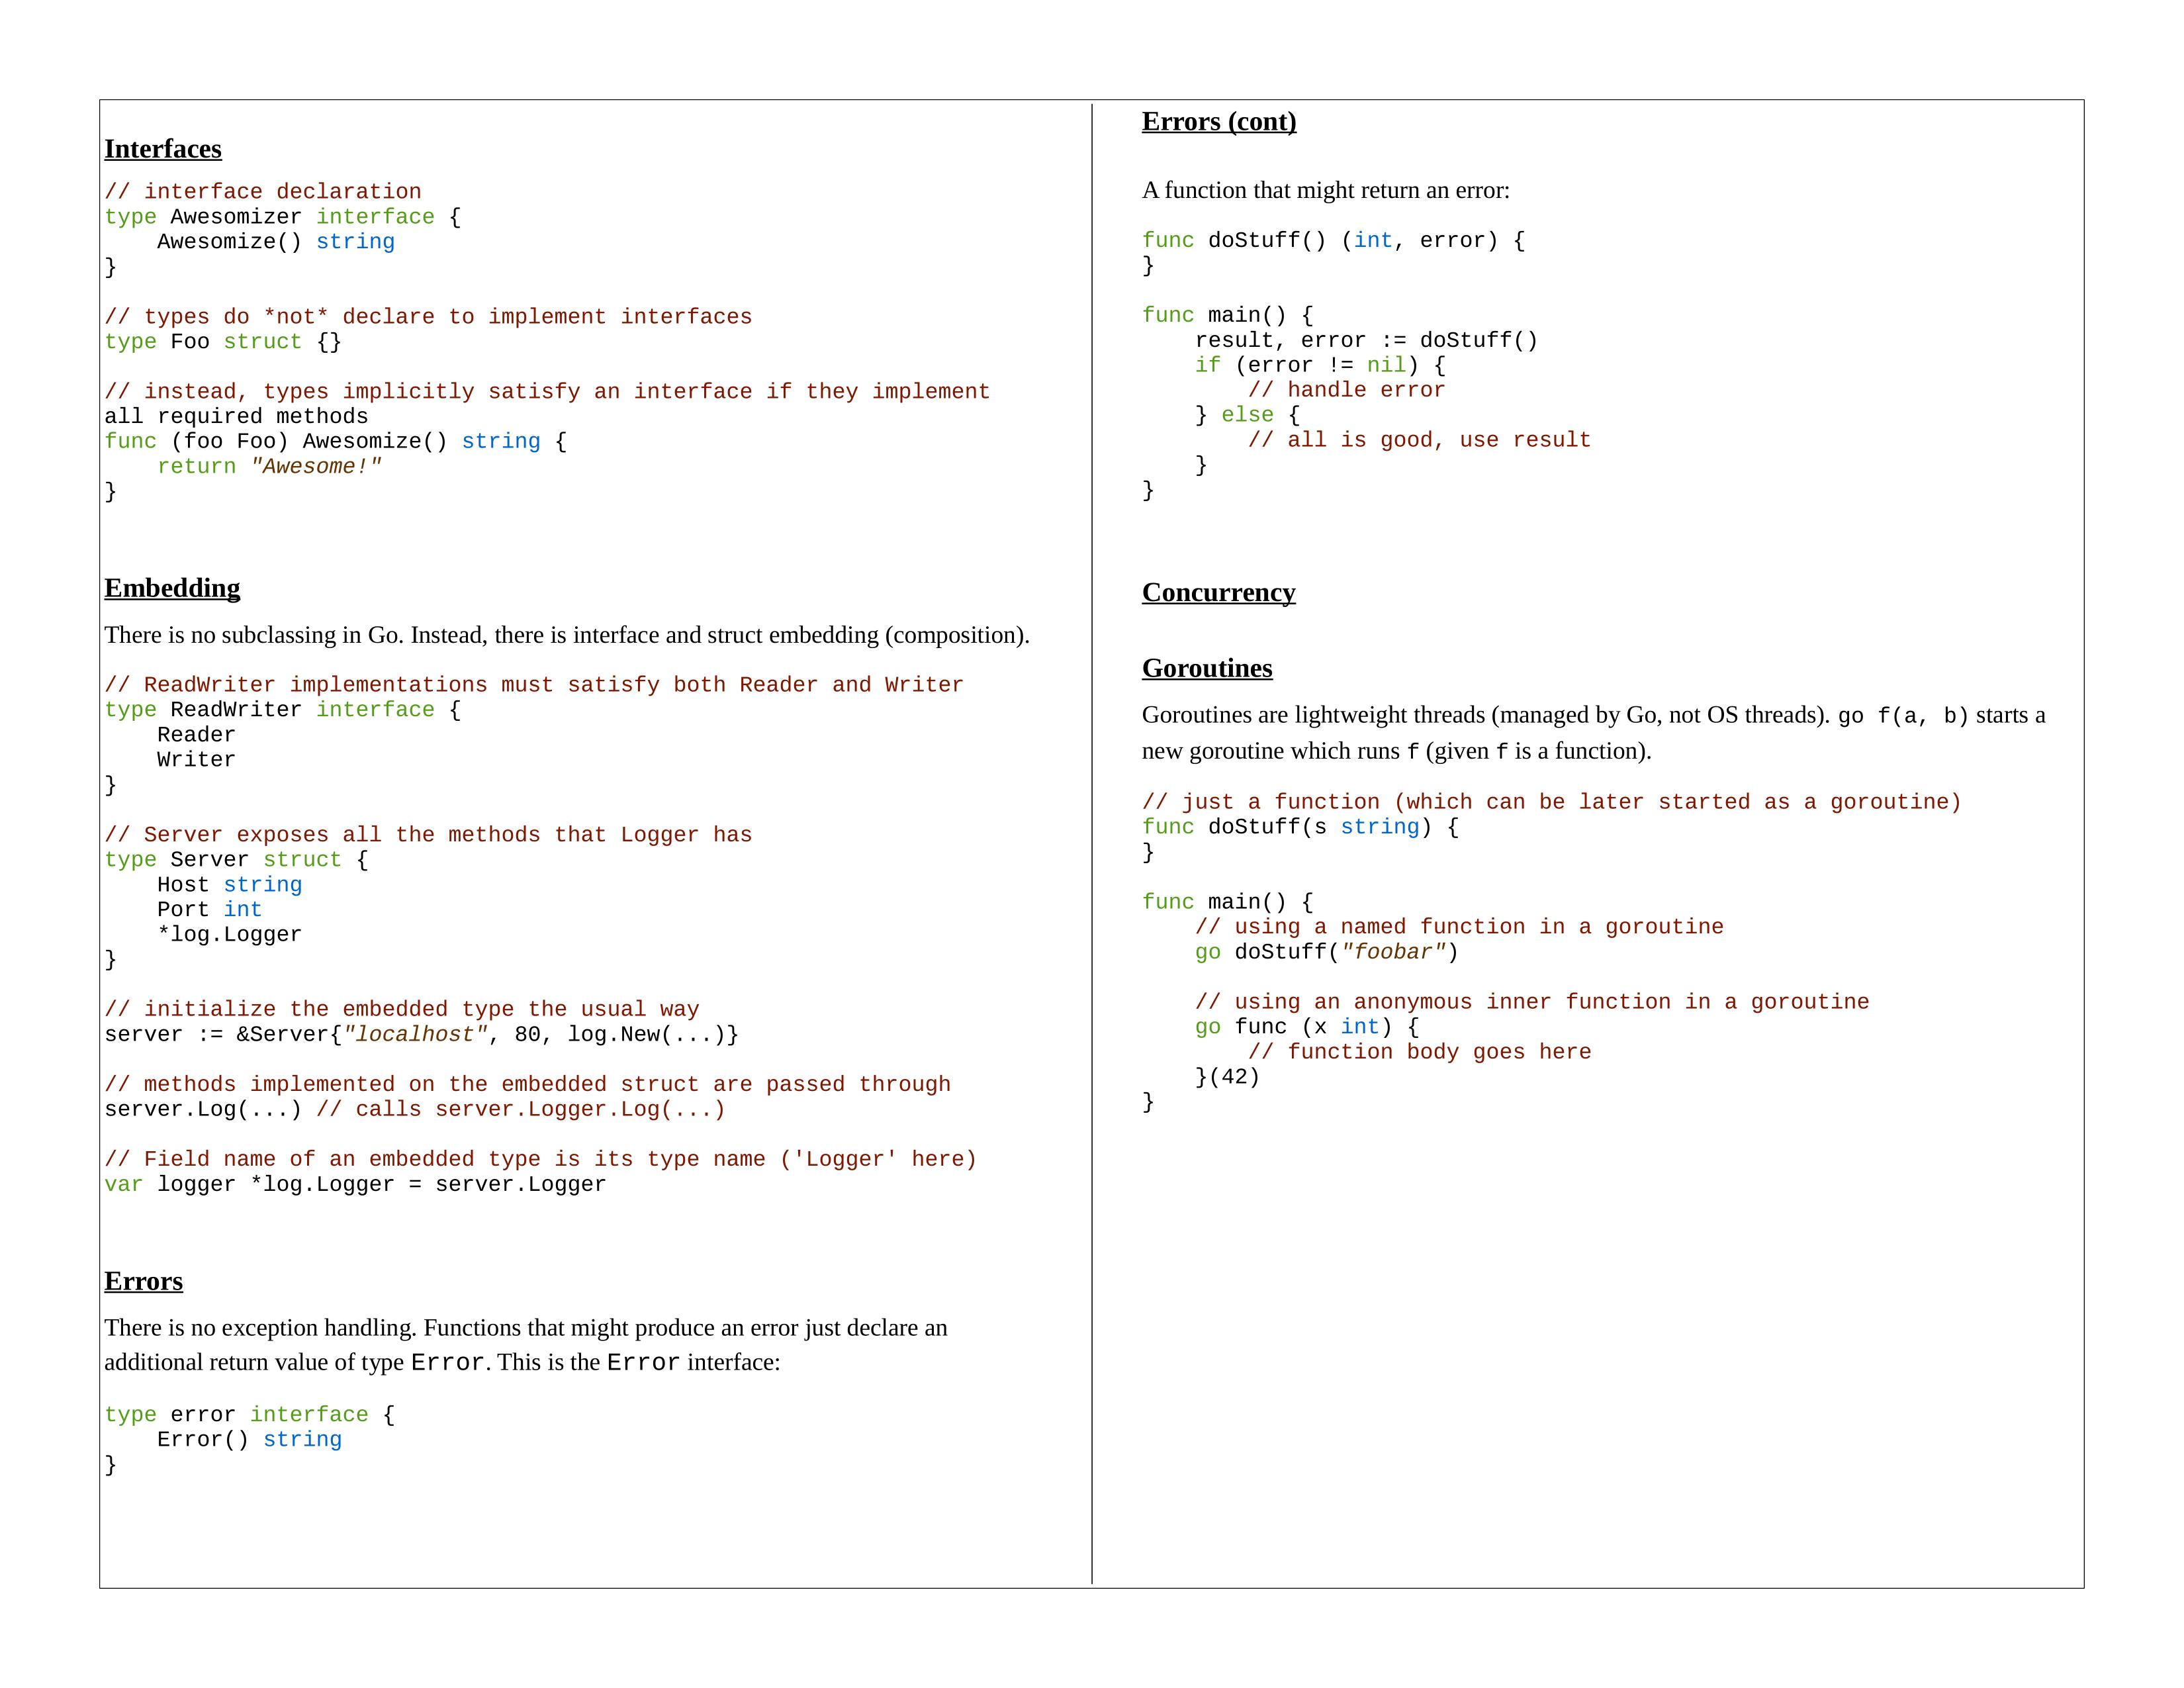 Interfaces
// interface declaration
type Awesomizer interface {
    Awesomize() string
}
// types do *not* declare to implement interfaces
type Foo struct {}
// instead, types implicitly satisfy an interface if they implement
all required methods
func (foo Foo) Awesomize() string {
    return "Awesome!"
}
Embedding
There is no subclassing in Go. Instead, there is interface and struct embedding (composition).
// ReadWriter implementations must satisfy both Reader and Writer
type ReadWriter interface {
    Reader
    Writer
}
// Server exposes all the methods that Logger has
type Server struct {
    Host string
    Port int
    *log.Logger
}
// initialize the embedded type the usual way
server := &Server{"localhost", 80, log.New(...)}
// methods implemented on the embedded struct are passed through
server.Log(...) // calls server.Logger.Log(...)
// Field name of an embedded type is its type name ('Logger' here)
var logger *log.Logger = server.Logger
Errors
There is no exception handling. Functions that might produce an error just declare an
additional return value of type Error. This is the Error interface:
type error interface {
    Error() string
}
Errors (cont)
A function that might return an error:
func doStuff() (int, error) {
}
func main() {
    result, error := doStuff()
    if (error != nil) {
        // handle error
    } else {
        // all is good, use result
    }
}
Concurrency
Goroutines
Goroutines are lightweight threads (managed by Go, not OS threads). go f(a, b) starts a
new goroutine which runs f (given f is a function).
// just a function (which can be later started as a goroutine)
func doStuff(s string) {
}
func main() {
    // using a named function in a goroutine
    go doStuff("foobar")
    // using an anonymous inner function in a goroutine
    go func (x int) {
        // function body goes here
    }(42)
}